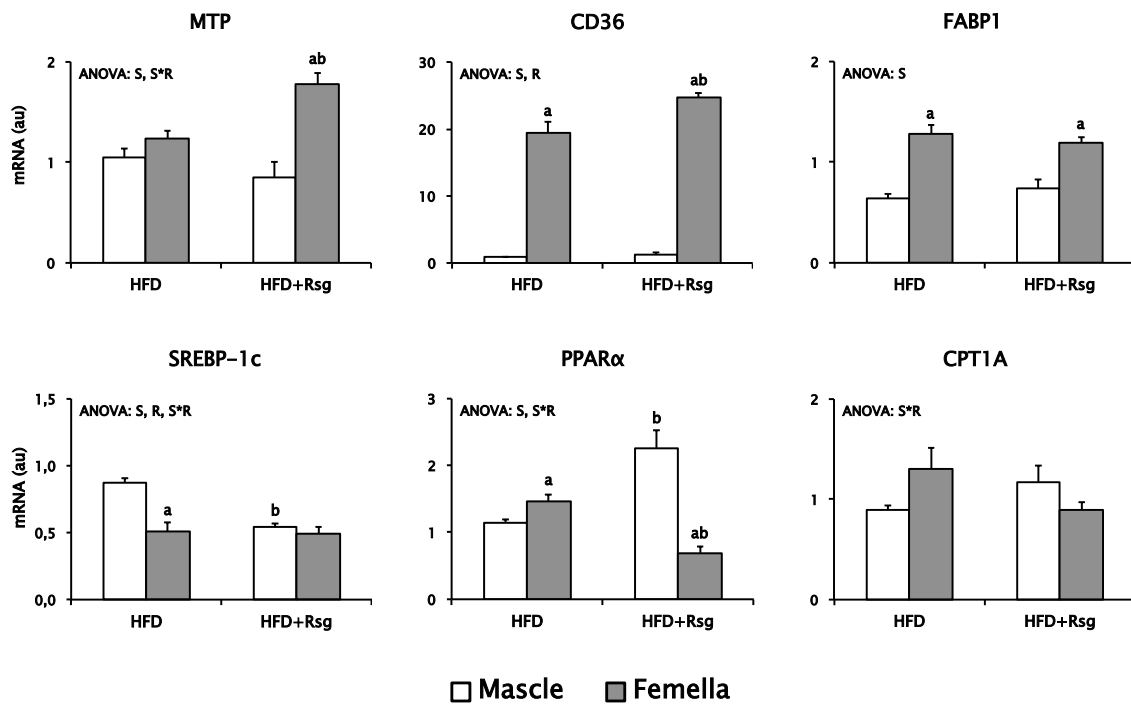 MTP
CD36
FABP1
ANOVA: S, S*R
ANOVA: S, R
ANOVA: S
mRNA (au)
2
1
0
ab
HFD
HFD+Rsg
30
20
10
0
a
ab
HFD
HFD+Rsg
2
1
0
a
a
HFD
HFD+Rsg
SREBP-1c
PPARα
CPT1A
ANOVA: S, R, S*R
ANOVA: S, S*R
ANOVA: S*R
mRNA (au)
1,5
1,0
0,5
0,0
a
b
HFD
HFD+Rsg
3
2
1
0
a
b
ab
HFD
HFD+Rsg
2
1
0
HFD
HFD+Rsg
Mascle
Femella